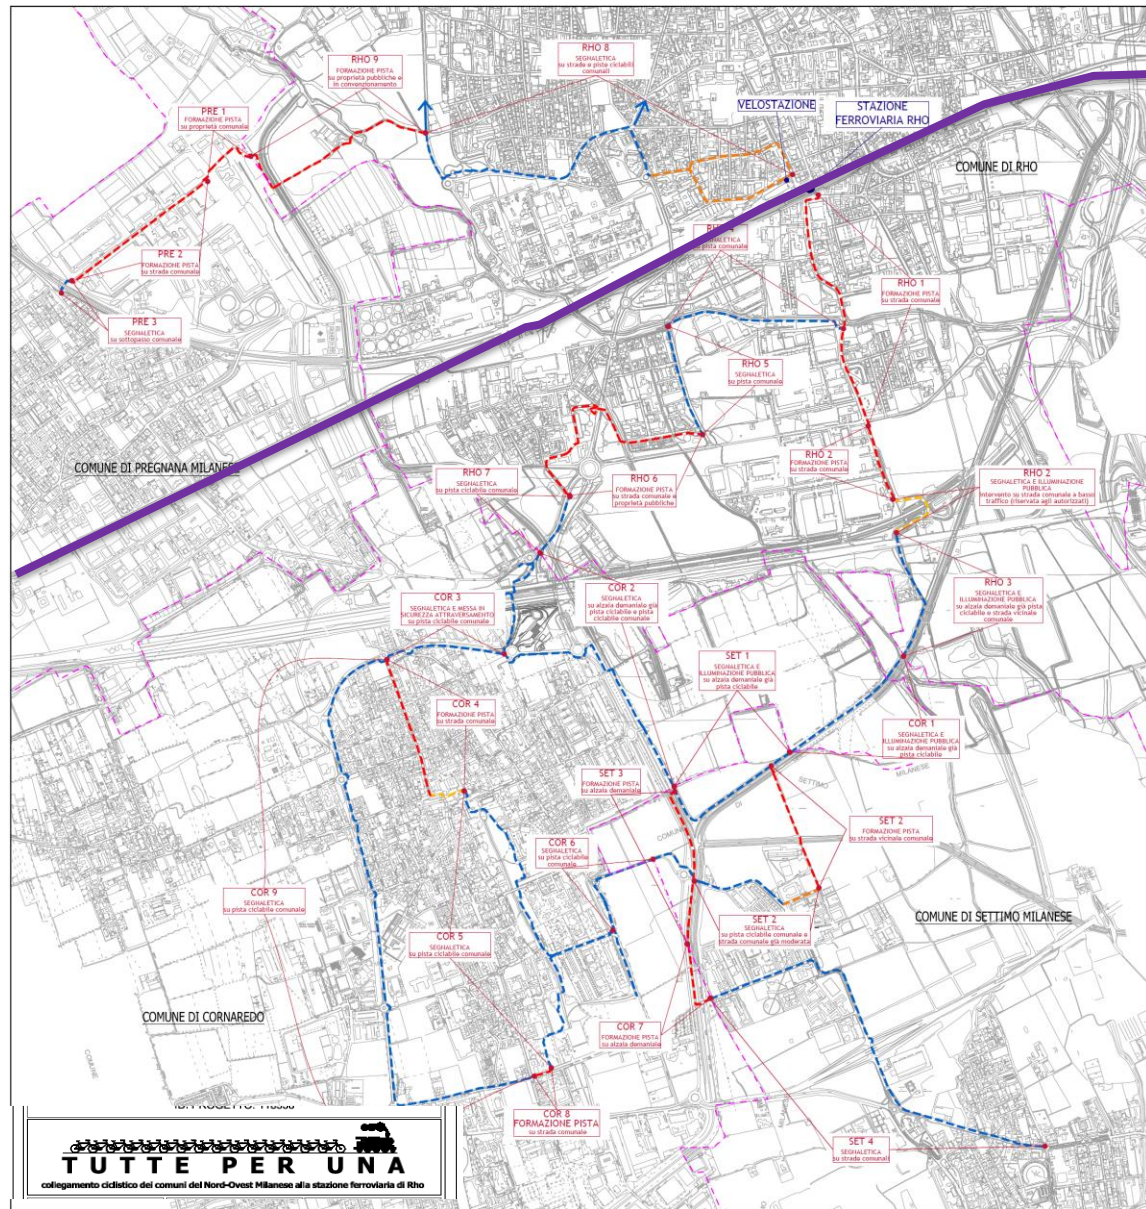 RHO 8
SEGNALETICA
su strade e piste ciclabili
comunali
RHO 9
FORMAZIONE PISTA
su proprietà pubbliche e
in convenzionamento
PRE 1
FORMAZIONE PISTA
su proprietà comunale
VELOSTAZIONE
STAZIONE
FERROVIARIA RHO
COMUNE DI RHO
SEGNALETICA
su pista comunale
PRE 2
FORMAZIONE PISTA
su strada comunale
RHO 1
FORMAZIONE PISTA
su strada comunale
PRE 3
SEGNALETICA
su sottopasso comunale
RHO 5
SEGNALETICA
su pista comunale
COMUNE DI PREGNANA MILANESE
RHO 7
SEGNALETICA
su pista ciclabile comunale
RHO 6
FORMAZIONE PISTA
su strada comunale e
proprietà pubbliche
RHO 2
FORMAZIONE PISTA
su strada comunale
RHO 2
SEGNALETICA E ILLUMINAZIONE
PUBBLICA
intervento su strada comunale a basso
traffico (riservata agli autorizzati)
COR 3
SEGNALETICA E MESSA IN
SICUREZZA ATTRAVERSAMENTO
su pista ciclabile comunale
COR 2
SEGNALETICA
su alzaia demaniale già
pista ciclabile e pista
ciclabile comunale
RHO 3
SEGNALETICA E
ILLUMINAZIONE PUBBLICA
su alzaia demaniale già pista
ciclabile e strada vicinale
comunale
SET 1
SEGNALETICA E
ILLUMINAZIONE PUBBLICA
su alzaia demaniale già
pista ciclabile
COR 4
FORMAZIONE PISTA
su strada comunale
COR 1
SEGNALETICA E
ILLUMINAZIONE PUBBLICA
su alzaia demaniale già
pista ciclabile
SET 3
FORMAZIONE PISTA
su alzaia demaniale
COMUNE DI SETTIMO MILANESE
SET 2
FORMAZIONE PISTA
su strada vicinale comunale
COR 6
SEGNALETICA
su pista ciclabile
comunale
COR 9
SEGNALETICA
su pista ciclabile comunale
COR 5
SEGNALETICA
su pista ciclabile comunale
SET 2
SEGNALETICA
su pista ciclabile comunale e
strada comunale già moderata
COMUNE DI SETTIMO MILANESE
COMUNE DI CORNAREDO
COR 7
FORMAZIONE PISTA
su alzaia demaniale
COMUNE
MILANESE
COR 8
FORMAZIONE PISTA
su strada comunale
SET 4
SEGNALETICA
su strade comunali
TUTTE PER UNA
collegamento ciclistico dei comuni del Nord-Ovest Milanese alla stazione ferroviaria di Rho